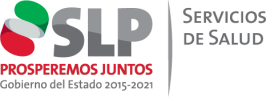 SLP
PROSPEREMOS JUNTOS
Gobierno del Estado 2015-2021
SERVICIOS
DE SALUD